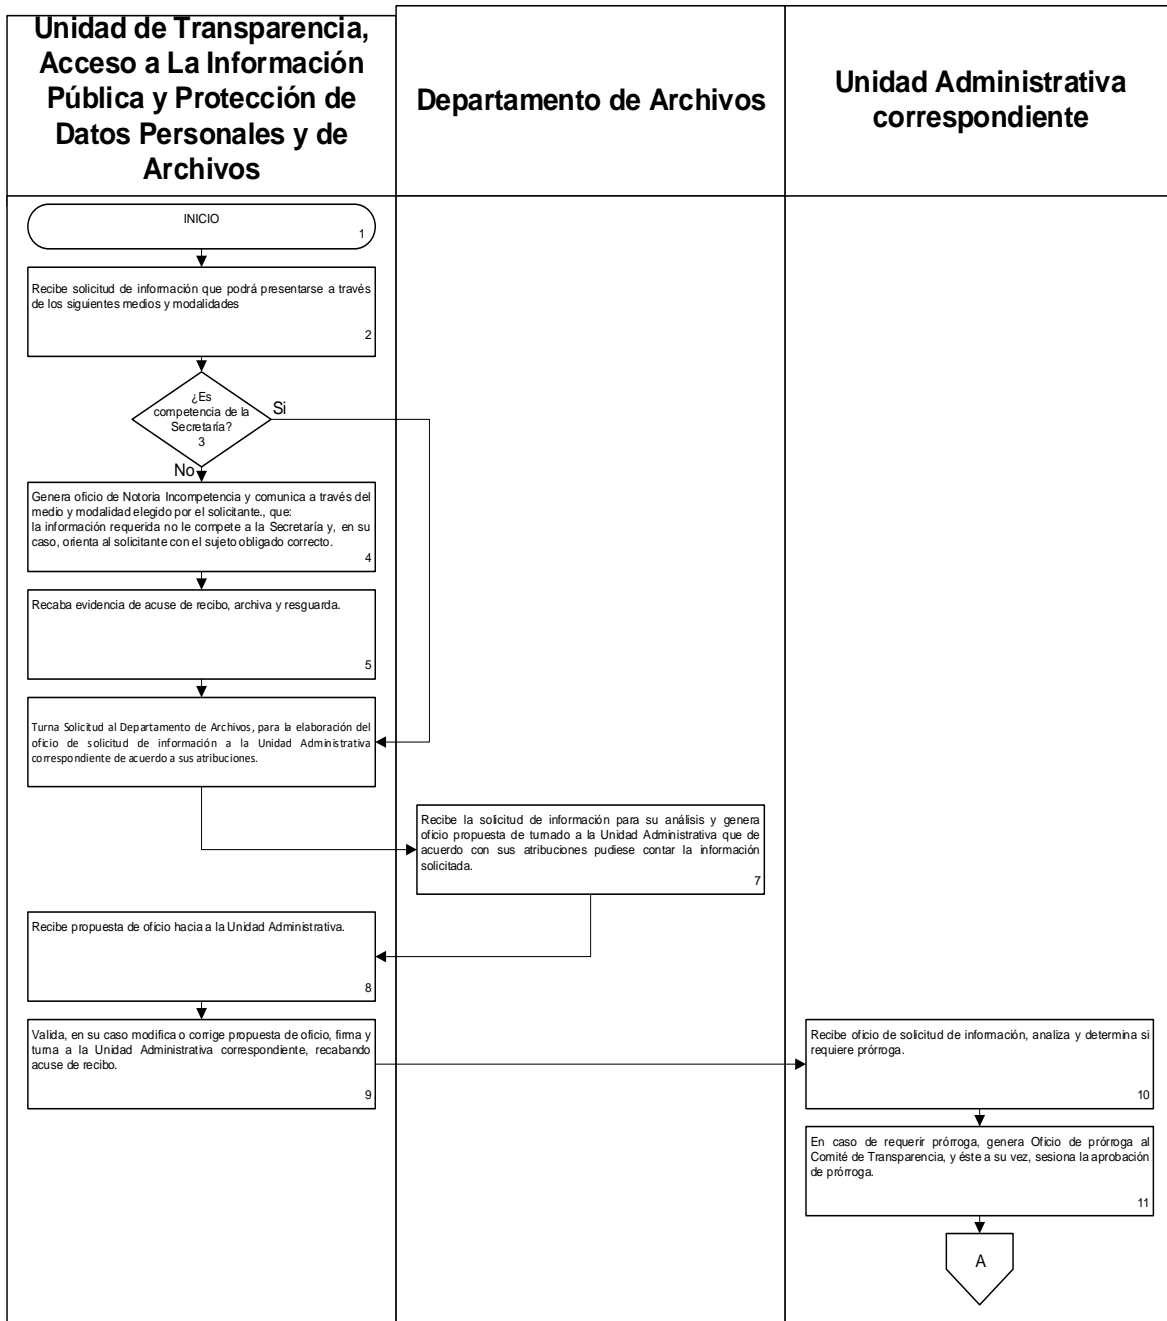 Unidad de Transparencia,
Acceso a La Información
Pública y Protección de
Datos Personales y de
Archivos
Departamento de Archivos
Unidad Administrativa
correspondiente
INICIO
1
Recibe solicitud de información que podrá presentarse a través
de los siguientes medios y modalidades
2
¿Es
competencia de la
Secretaría?
3
Si
No
Genera oficio de Notoria Incompetencia y comunica a través del
medio y modalidad elegido por el solicitante., que:
la información requerida no le compete a la Secretaría y, en su
caso, orienta al solicitante con el sujeto obligado correcto.
4
Recaba evidencia de acuse de recibo, archiva y resguarda.
5
Turna Solicitud al Departamento de Archivos, para la elaboración del
oficio de solicitud de información a la Unidad Administrativa
correspondiente de acuerdo a sus atribuciones.
Recibe la solicitud de información para su análisis y genera
oficio propuesta de turnado a la Unidad Administrativa que de
acuerdo con sus atribuciones pudiese contar la información
solicitada.
7
Recibe propuesta de oficio hacia a la Unidad Administrativa.
8
Valida, en su caso modifica o corrige propuesta de oficio, firma y
turna a la Unidad Administrativa correspondiente, recabando
acuse de recibo.
9
Recibe oficio de solicitud de información, analiza y determina si
requiere prórroga.
10
En caso de requerir prórroga, genera Oficio de prórroga al
Comité de Transparencia, y éste a su vez, sesiona la aprobación
de prórroga.
11
A